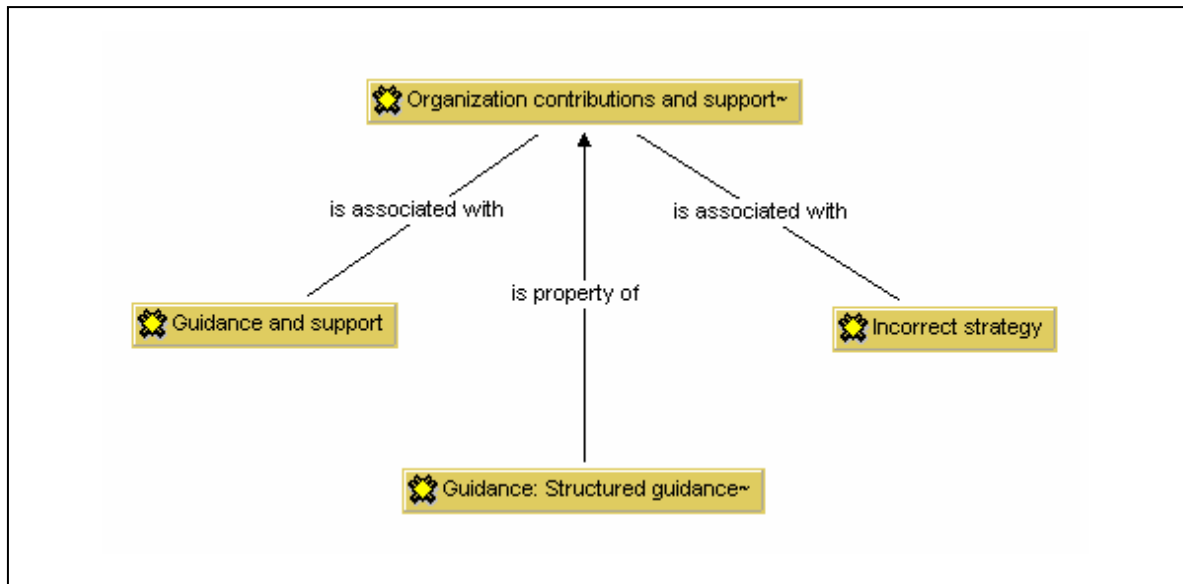 Organization contributions and support~
is associated with
is associated with
is property of
Guidance and support
Incorrect strategy
Guidance: Structured guidance~